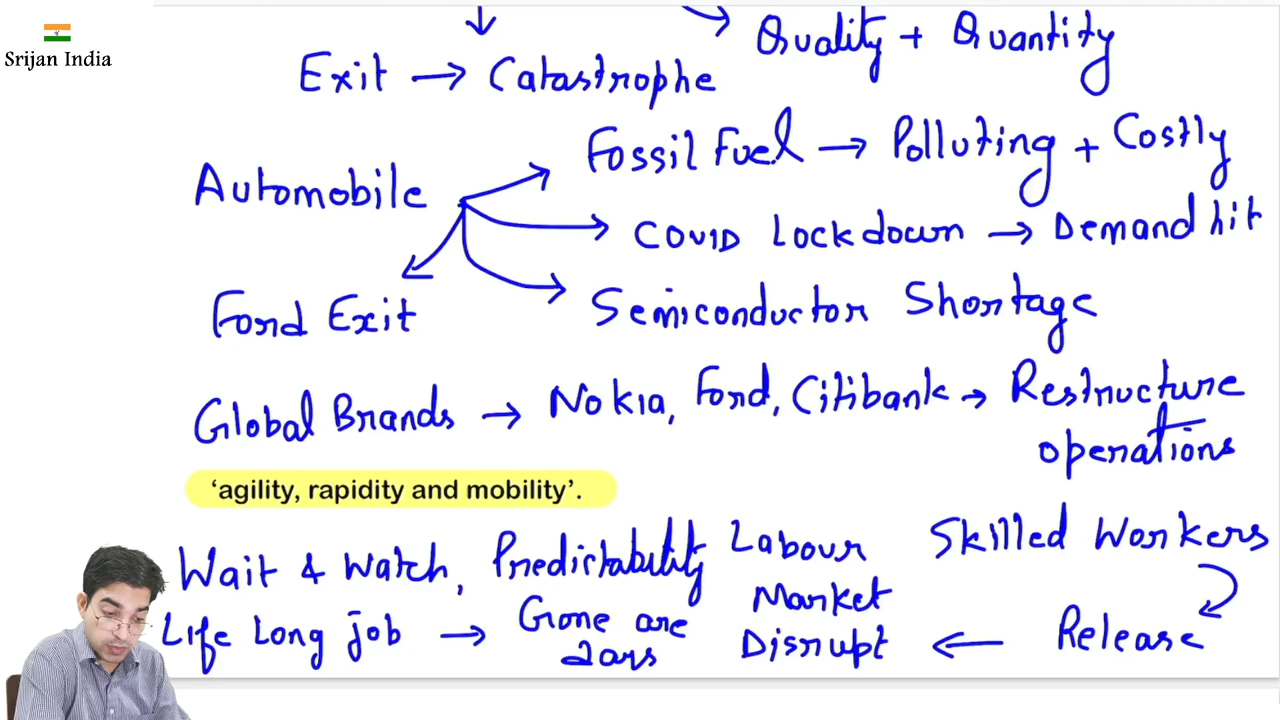 Srijan India
Quality + Quantity
Exit → Catastrophe
Fossil Fuel → Polluting + Costly
Automobile
COVID Lockdown → Demand hit
Ford Exit
Semiconductor Shortage
Global Brands → Nokia, Ford, Citibank → Restructure operations
‘agility, rapidity and mobility’.
Wait & Watch, Predictability
Life Long job → Gone are days
Labour Market Disrupt ← Release
Skilled Workers